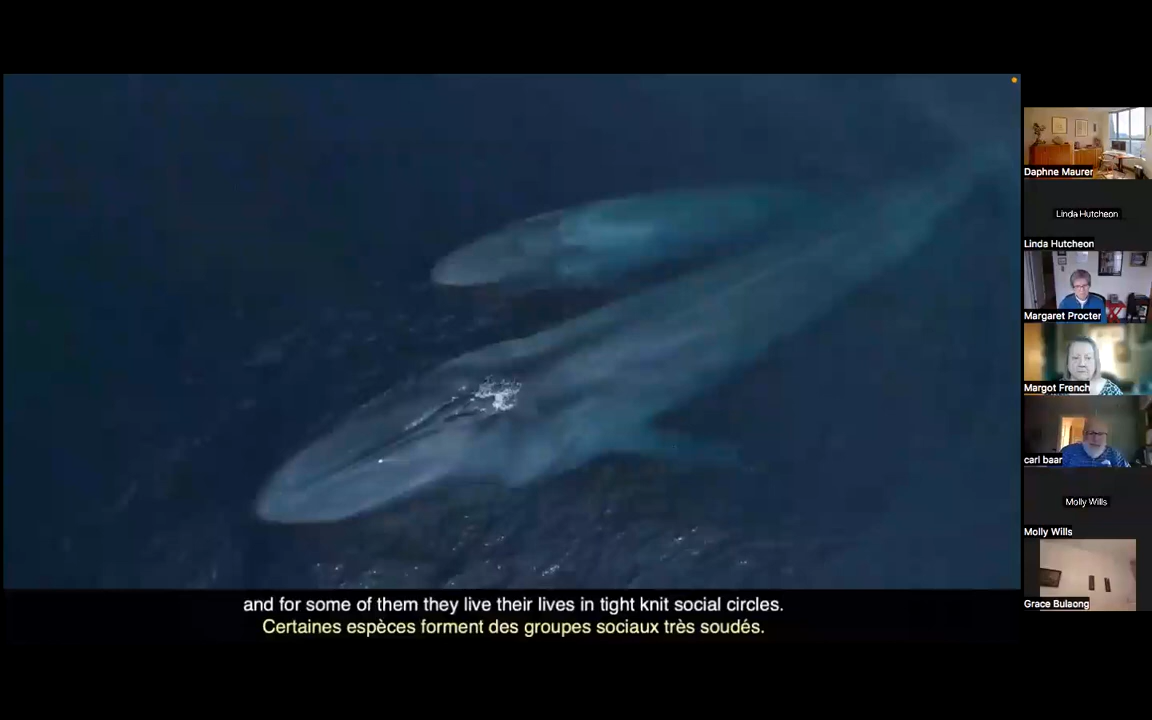 Daphne Maurer
Linda Hutcheon
Linda Hutcheon
Margaret Procter
Margot French
carl baar
Molly Wills
Molly Wills
Grace Bulaong
and for some of them they live their lives in tight knit social circles.
Certaines espèces forment des groupes sociaux très soudés.